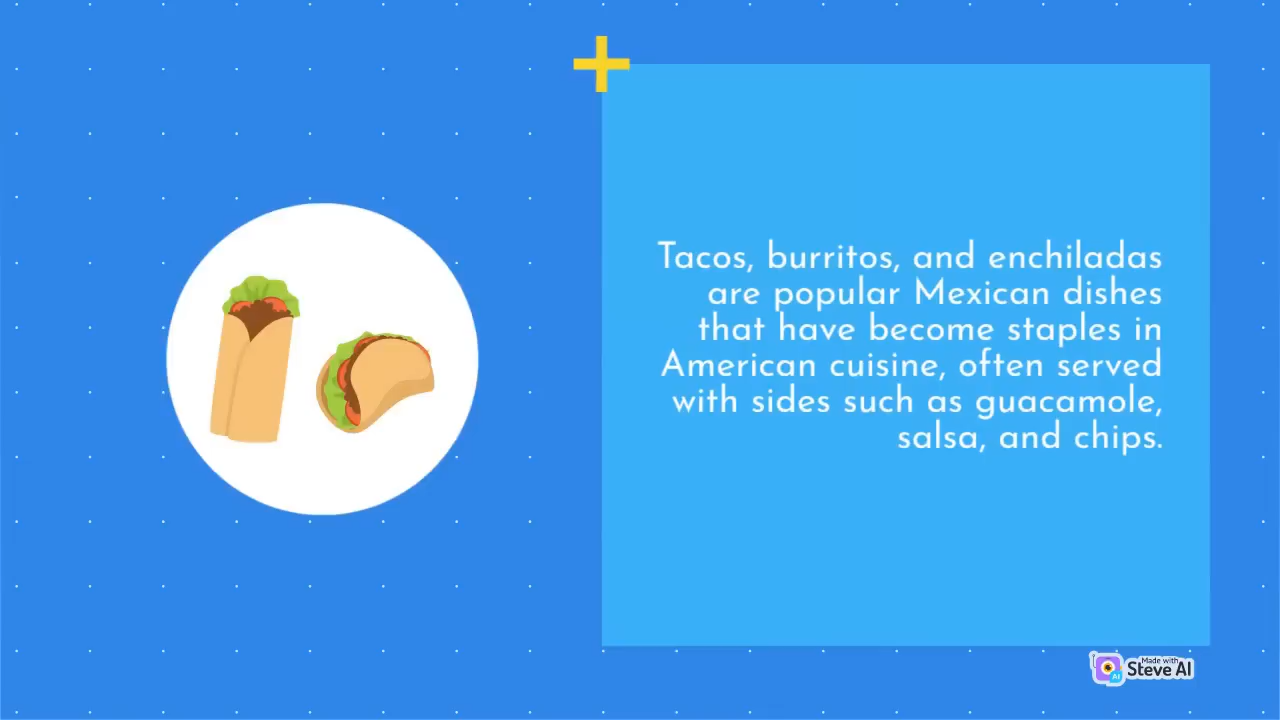 Tacos, burritos, and enchiladas
are popular Mexican dishes
that have become staples in
American cuisine, often served
with sides such as guacamole,
salsa, and chips.
Made with
Steve AI
AI